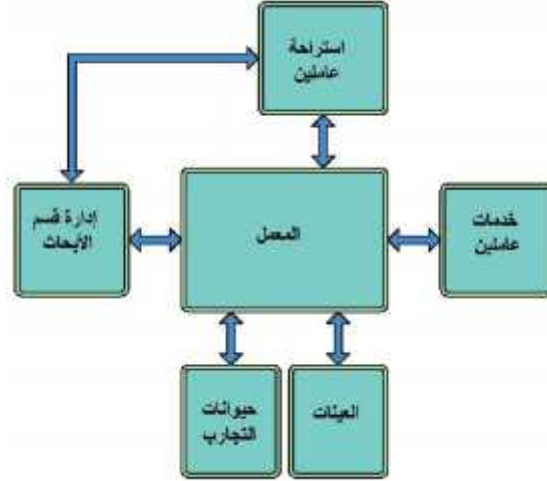 استراحة
عاملين
إدارة قسم
الأبحاث
المعمل
خدمات
عاملين
حيوانات
التجارب
العينات